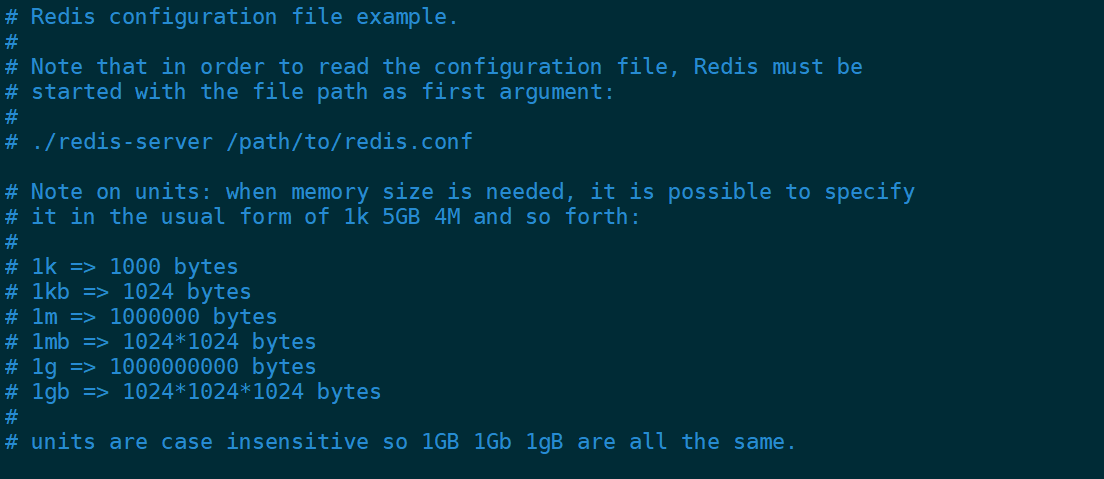 # Redis configuration file example.
#
# Note that in order to read the configuration file, Redis must be
# started with the file path as first argument:
#
# ./redis-server /path/to/redis.conf
# Note on units: when memory size is needed, it is possible to specify
# it in the usual form of 1k 5GB 4M and so forth:
#
# 1k => 1000 bytes
# 1kb => 1024 bytes
# 1m => 1000000 bytes
# 1mb => 1024*1024 bytes
# 1g => 1000000000 bytes
# 1gb => 1024*1024*1024 bytes
#
# units are case insensitive so 1GB 1Gb 1gB are all the same.